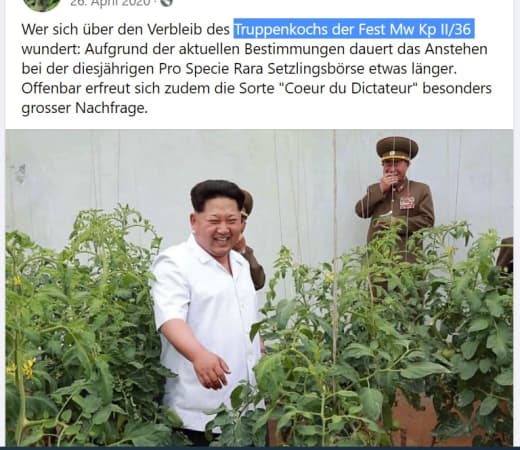 26. April 2020 ·
Wer sich über den Verbleib des Truppenkochs der Fest Mw Kp II/36
wundert: Aufgrund der aktuellen Bestimmungen dauert das Anstehen
bei der diesjährigen Pro Specie Rara Setzlingsbörse etwas länger.
Offenbar erfreut sich zudem die Sorte "Coeur du Dictateur" besonders
grosser Nachfrage.